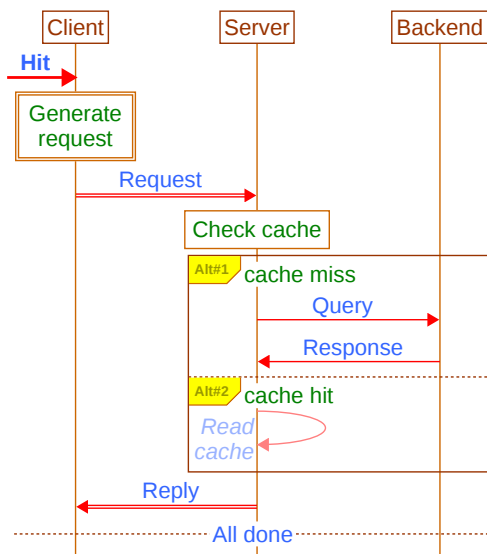 Client
Server
Backend
Hit
Generate
request
Request
Check cache
Alt#1
cache miss
Query
Response
Alt#2
cache hit
Read
cache
Reply
All done